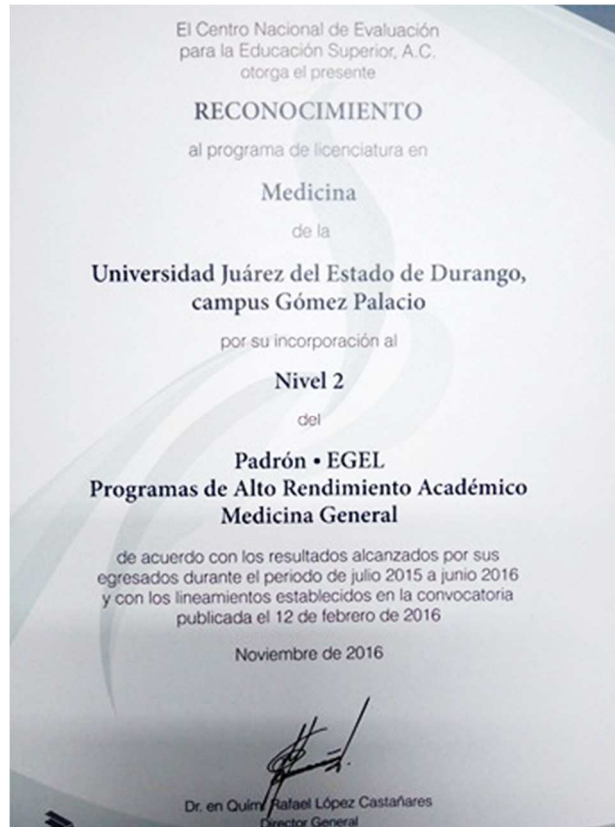 El Centro Nacional de Evaluación
para la Educación Superior, A.C.
otorga el presente
RECONOCIMIENTO
al programa de licenciatura en
Medicina
de la
Universidad Juárez del Estado de Durango,
campus Gómez Palacio
por su incorporación al
Nivel 2
del
Padrón • EGEL
Programas de Alto Rendimiento Académico
Medicina General
de acuerdo con los resultados alcanzados por sus
egresados durante el periodo de julio 2015 a junio 2016
y con los lineamientos establecidos en la convocatoria
publicada el 12 de febrero de 2016
Noviembre de 2016
Dr. en Quím. Rafael López Castañares
Director General